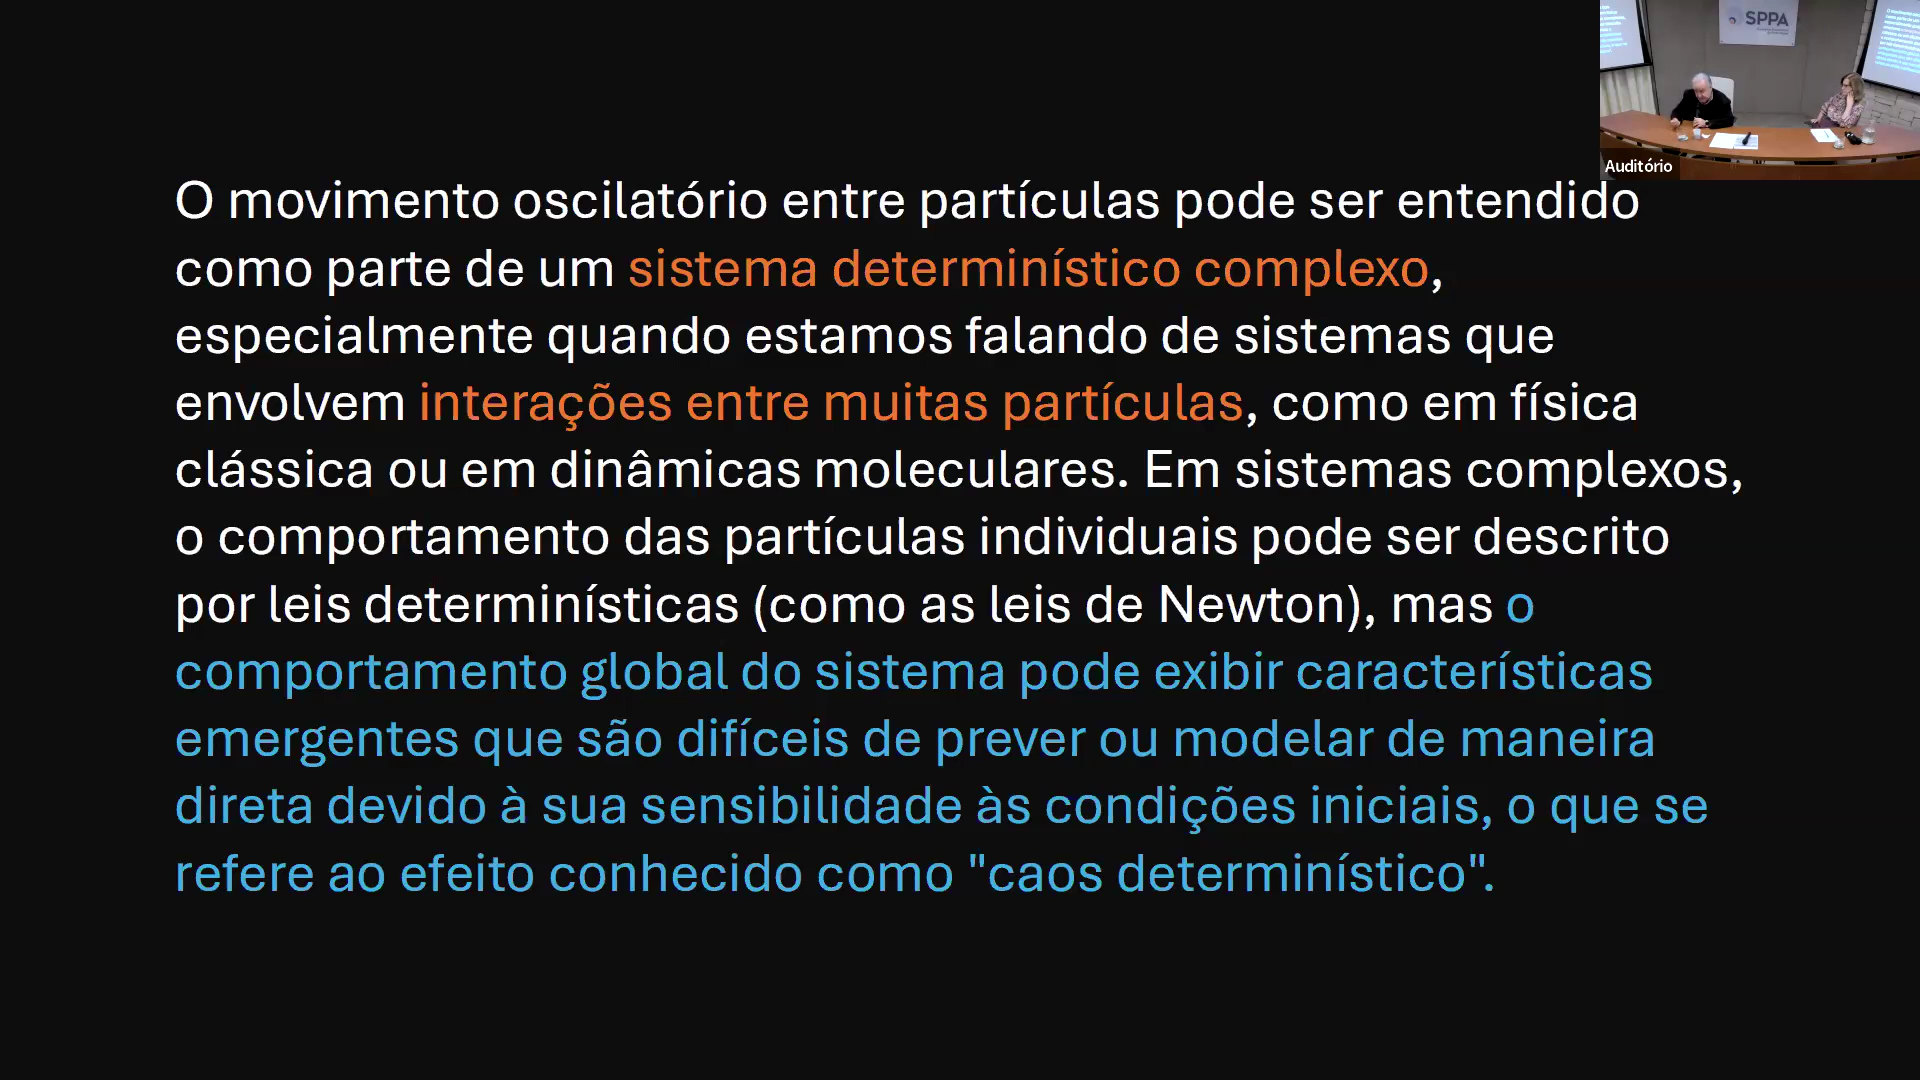 SPPA
Auditório
O movimento oscilatório entre partículas pode ser entendido
como parte de um sistema determinístico complexo,
especialmente quando estamos falando de sistemas que
envolvem interações entre muitas partículas, como em física
clássica ou em dinâmicas moleculares. Em sistemas complexos,
o comportamento das partículas individuais pode ser descrito
por leis determinísticas (como as leis de Newton), mas o
comportamento global do sistema pode exibir características
emergentes que são difíceis de prever ou modelar de maneira
direta devido à sua sensibilidade às condições iniciais, o que se
refere ao efeito conhecido como "caos determinístico".